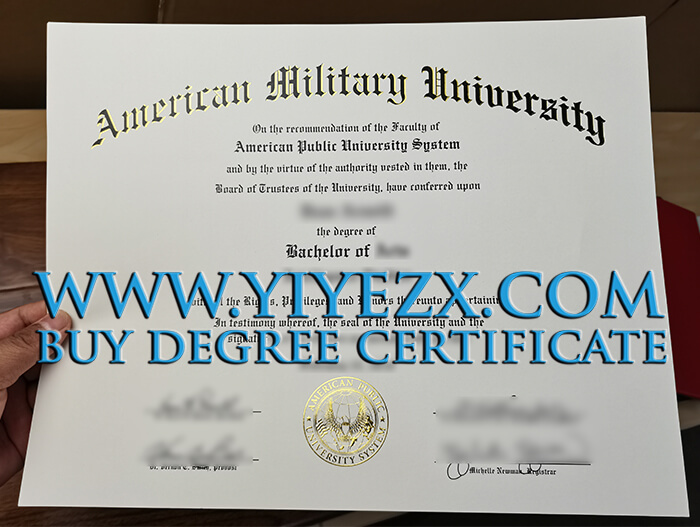 American Military University
On the recommendation of the Faculty of
American Public University System
and by the virtue of the authority vested in them, the
Board of Trustees of the University, have conferred upon
the degree of
Bachelor of
WWW.YIYEZX.COM
the Rights, Privileges and Honors thereunto
In testimony whereof, the seal of the University and the
BUY DEGREE CERTIFICATE
AMERICAN PUBLIC UNIVERSITY SYSTEM
Provost
Michelle Newman, Registrar